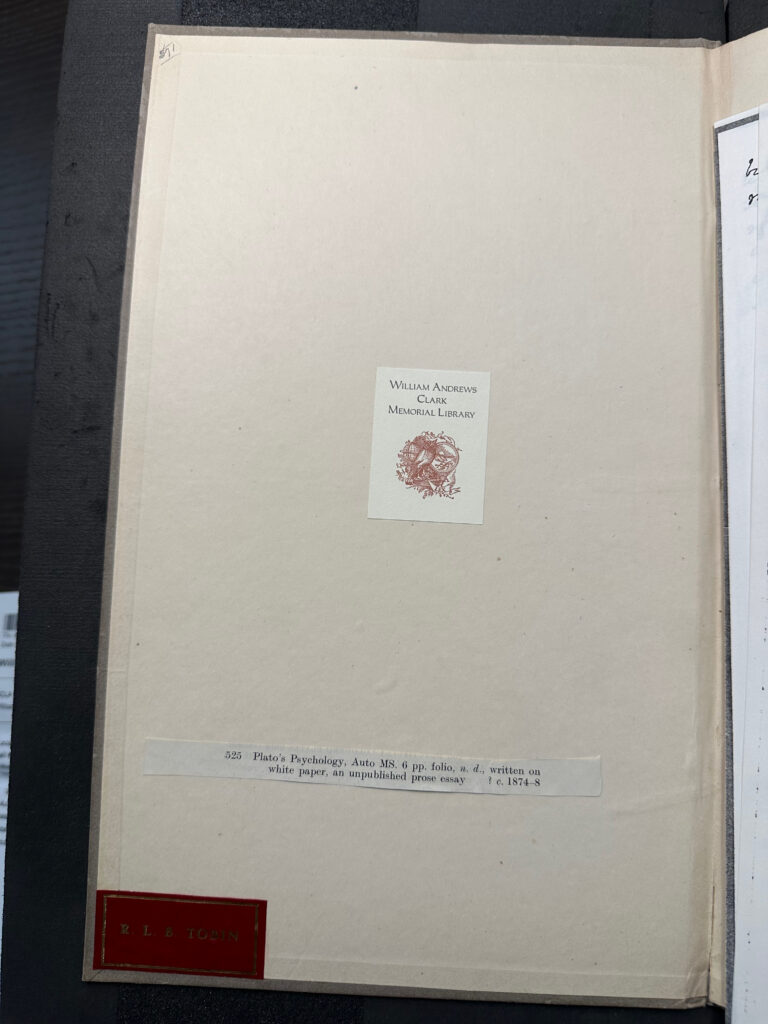 WILLIAM ANDREWS
CLARK
MEMORIAL LIBRARY
525 Plato's Psychology, Auto MS. 6 pp. folio, n. d., written on
white paper, an unpublished prose essay ? c. 1874–8
R. L. B. TOBIN